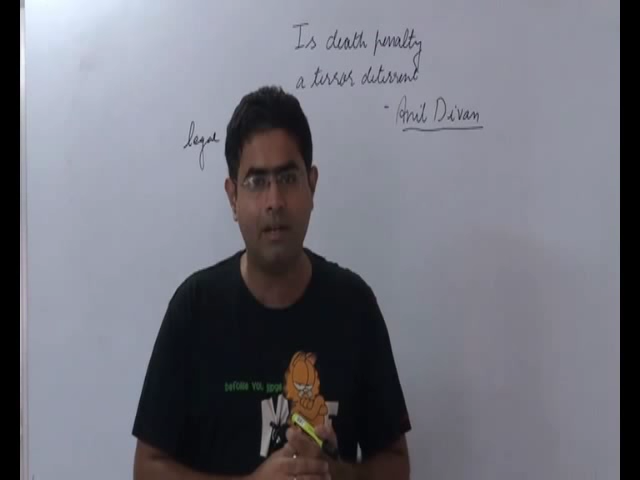 Is death penalty
a terror deterrent
- Anil Divan
legal
BEFORE YOU